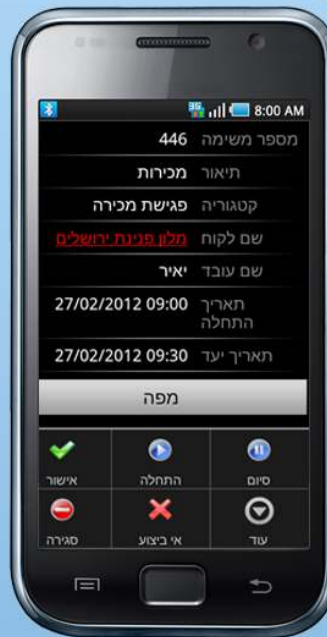 3G 8:00 AM
מספר משימה 446
תיאור מכירות
קטגוריה פגישת מכירה
שם לקוח מלון פנינת ירושלים
שם עובד יאיר
תאריך התחלה 27/02/2012 09:00
תאריך יעד 27/02/2012 09:30
מפה
סיום התחלה אישור
עוד אי ביצוע סגירה